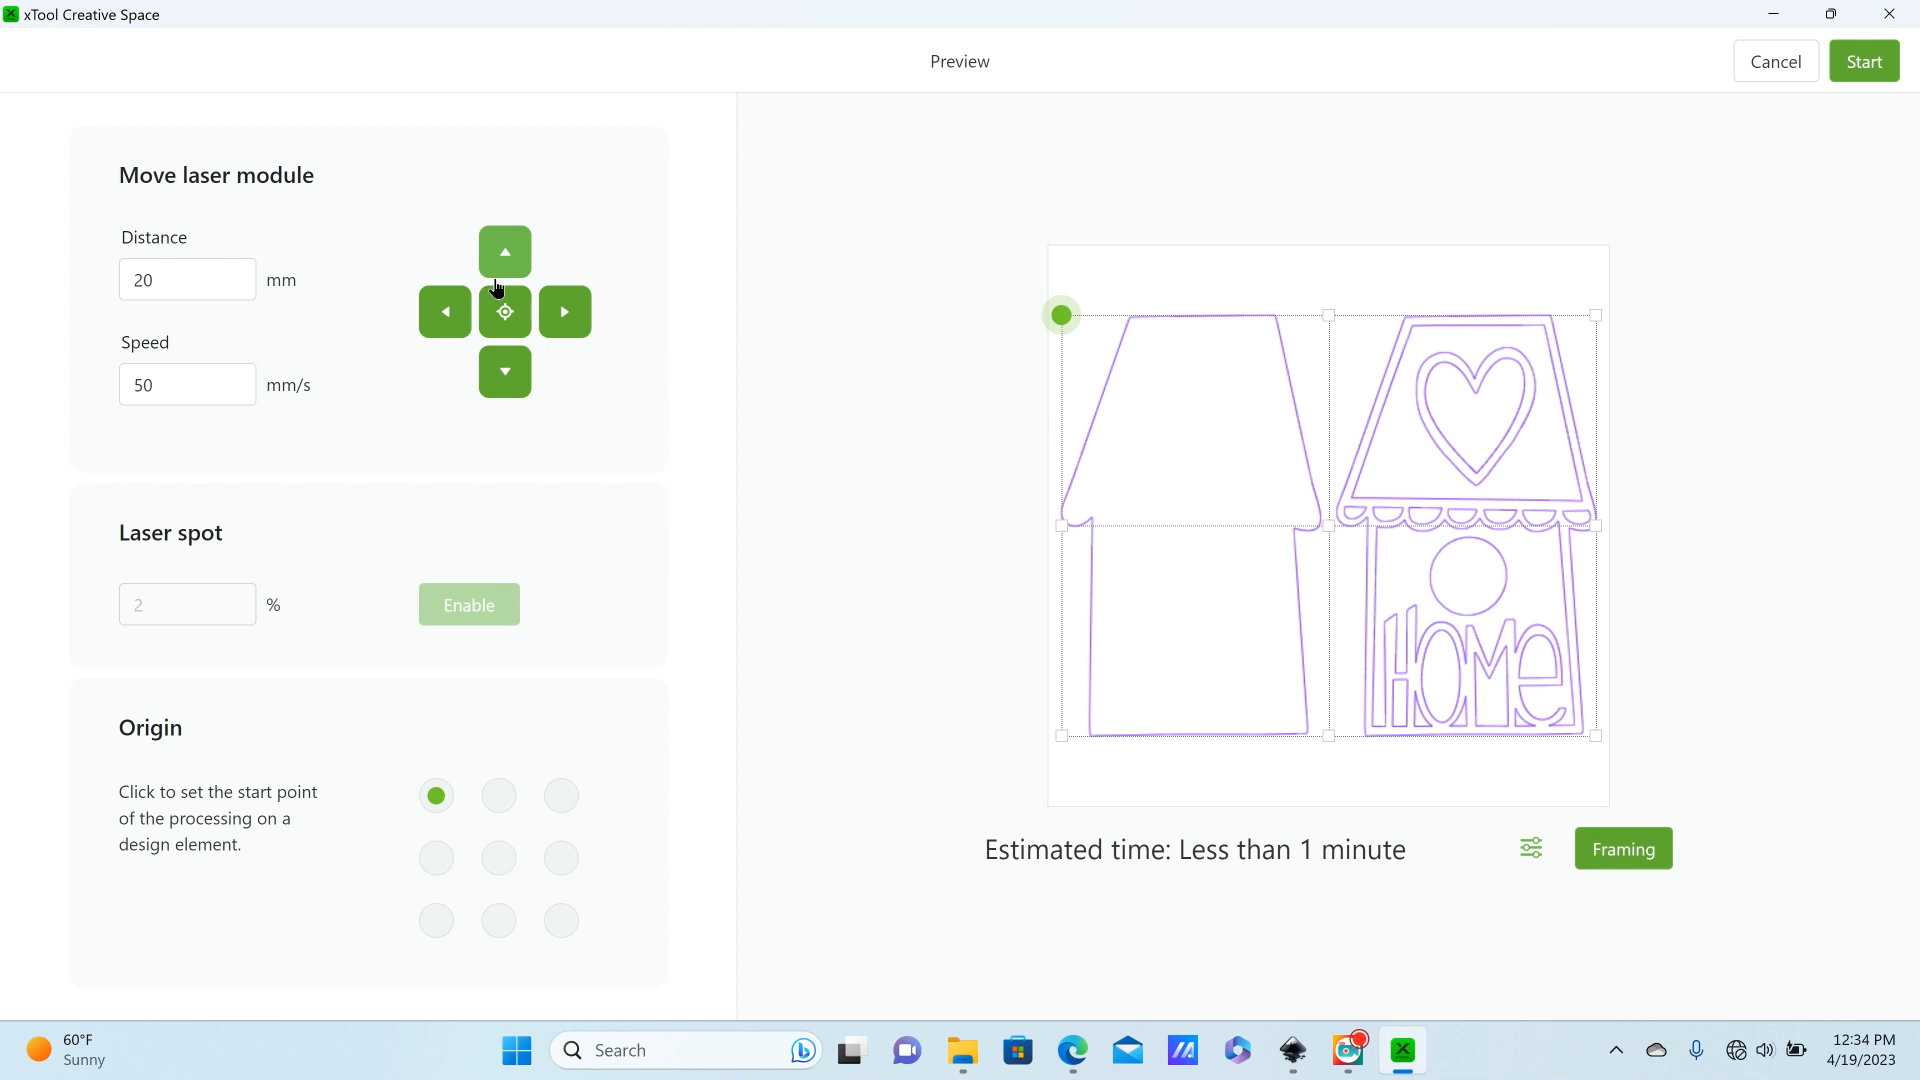 xTool Creative Space
Preview
Cancel
Start
Move laser module
Distance
20 mm
Speed
50 mm/s
Laser spot
2 %
Enable
Origin
Click to set the start point
of the processing on a
design element.
Home
Estimated time: Less than 1 minute
Framing
60°F
Sunny
Search
12:34 PM
4/19/2023